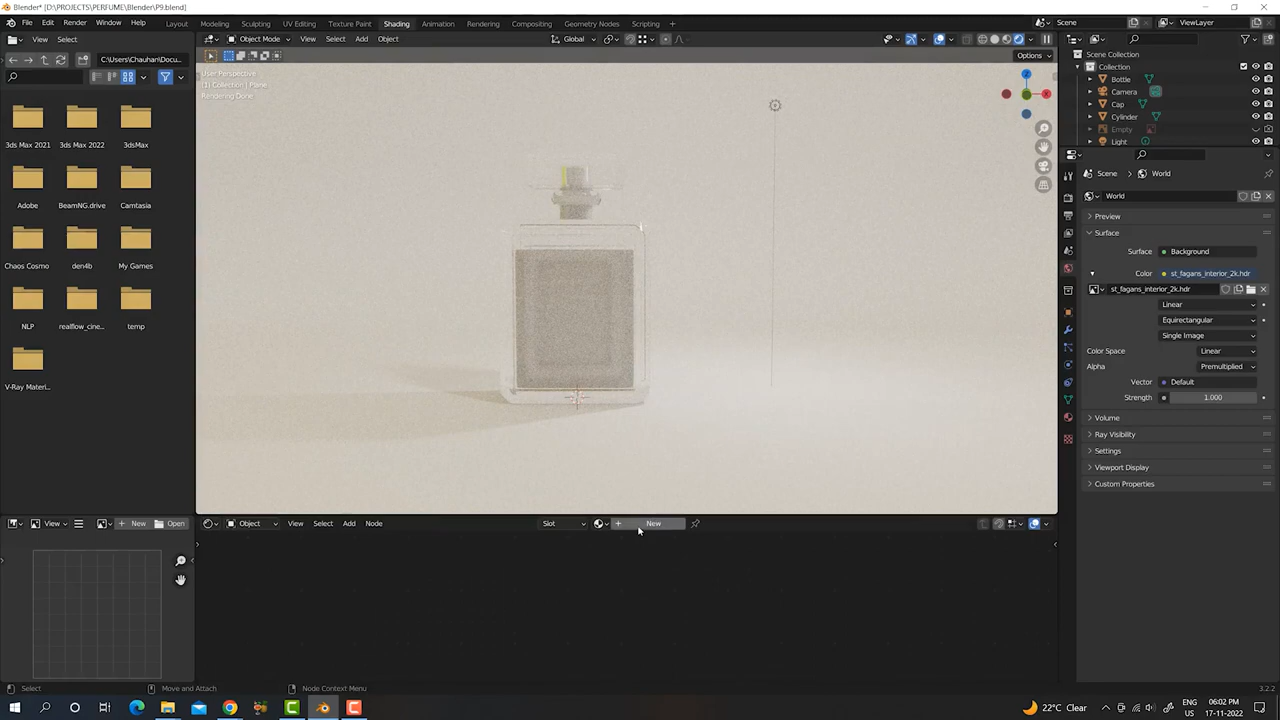 Blender* [D:\PROJECTS\PERFUME\Blender\P9.blend]
File Edit Render Window Help Layout Modeling Sculpting UV Editing Texture Paint Shading Animation Rendering Compositing Geometry Nodes Scripting + Scene ViewLayer
View Select C:\Users\Chauhan\Docu... Object Mode View Select Add Object Global
Options
Scene Collection
Collection
Bottle
Camera
Cap
Cylinder
Empty
Light
User Perspective
(1) Collection | Plane
Rendering Done
Z
X
3ds Max 2021 3ds Max 2022 3dsMax
Adobe BeamNG.drive Camtasia
Chaos Cosmo den4b My Games
NLP realflow_cine... temp
V-Ray Materi...
Scene World
World
Preview
Surface
Surface Background
Color st_fagans_interior_2k.hdr
st_fagans_interior_2k.hdr
Linear
Equirectangular
Single Image
Color Space Linear
Alpha Premultiplied
Vector Default
Strength 1.000
Volume
Ray Visibility
Settings
Viewport Display
Custom Properties
View + New Open Object View Select Add Node Slot + New
Select Move and Attach Node Context Menu 3.2.2
22°C Clear ENG US 06:02 PM 17-11-2022